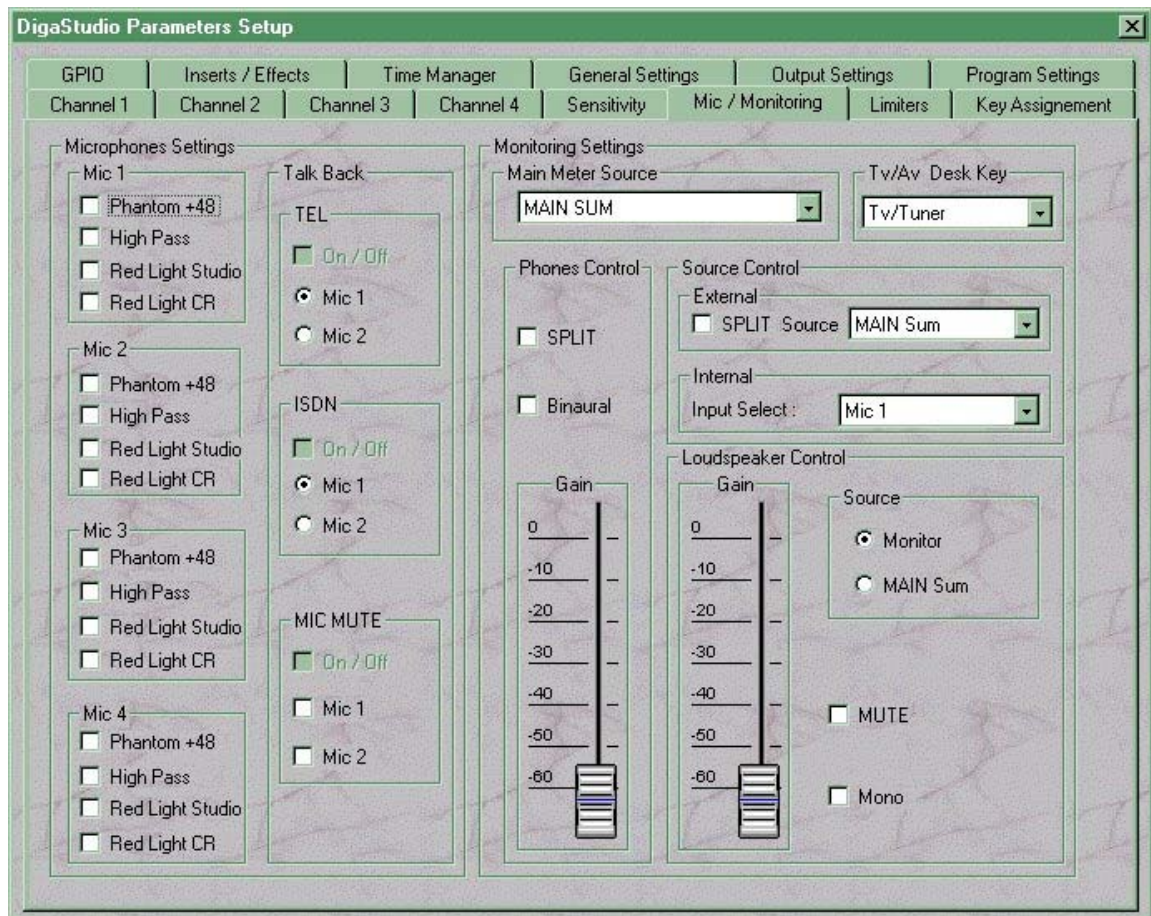 DigaStudio Parameters Setup
GPIO
Inserts / Effects
Time Manager
General Settings
Output Settings
Program Settings
Channel 1
Channel 2
Channel 3
Channel 4
Sensitivity
Mic / Monitoring
Limiters
Key Assignement
Microphones Settings
Mic 1
Phantom +48
High Pass
Red Light Studio
Red Light CR
Mic 2
Phantom +48
High Pass
Red Light Studio
Red Light CR
Mic 3
Phantom +48
High Pass
Red Light Studio
Red Light CR
Mic 4
Phantom +48
High Pass
Red Light Studio
Red Light CR
Talk Back
TEL
On / Off
Mic 1
Mic 2
ISDN
On / Off
Mic 1
Mic 2
MIC MUTE
On / Off
Mic 1
Mic 2
Monitoring Settings
Main Meter Source
MAIN SUM
Tv/Av Desk Key
Tv/Tuner
Phones Control
SPLIT
Binaural
Gain
0
-10
-20
-30
-40
-50
-60
Source Control
External
SPLIT Source
MAIN Sum
Internal
Input Select :
Mic 1
Loudspeaker Control
Gain
0
-10
-20
-30
-40
-50
-60
Source
Monitor
MAIN Sum
MUTE
Mono